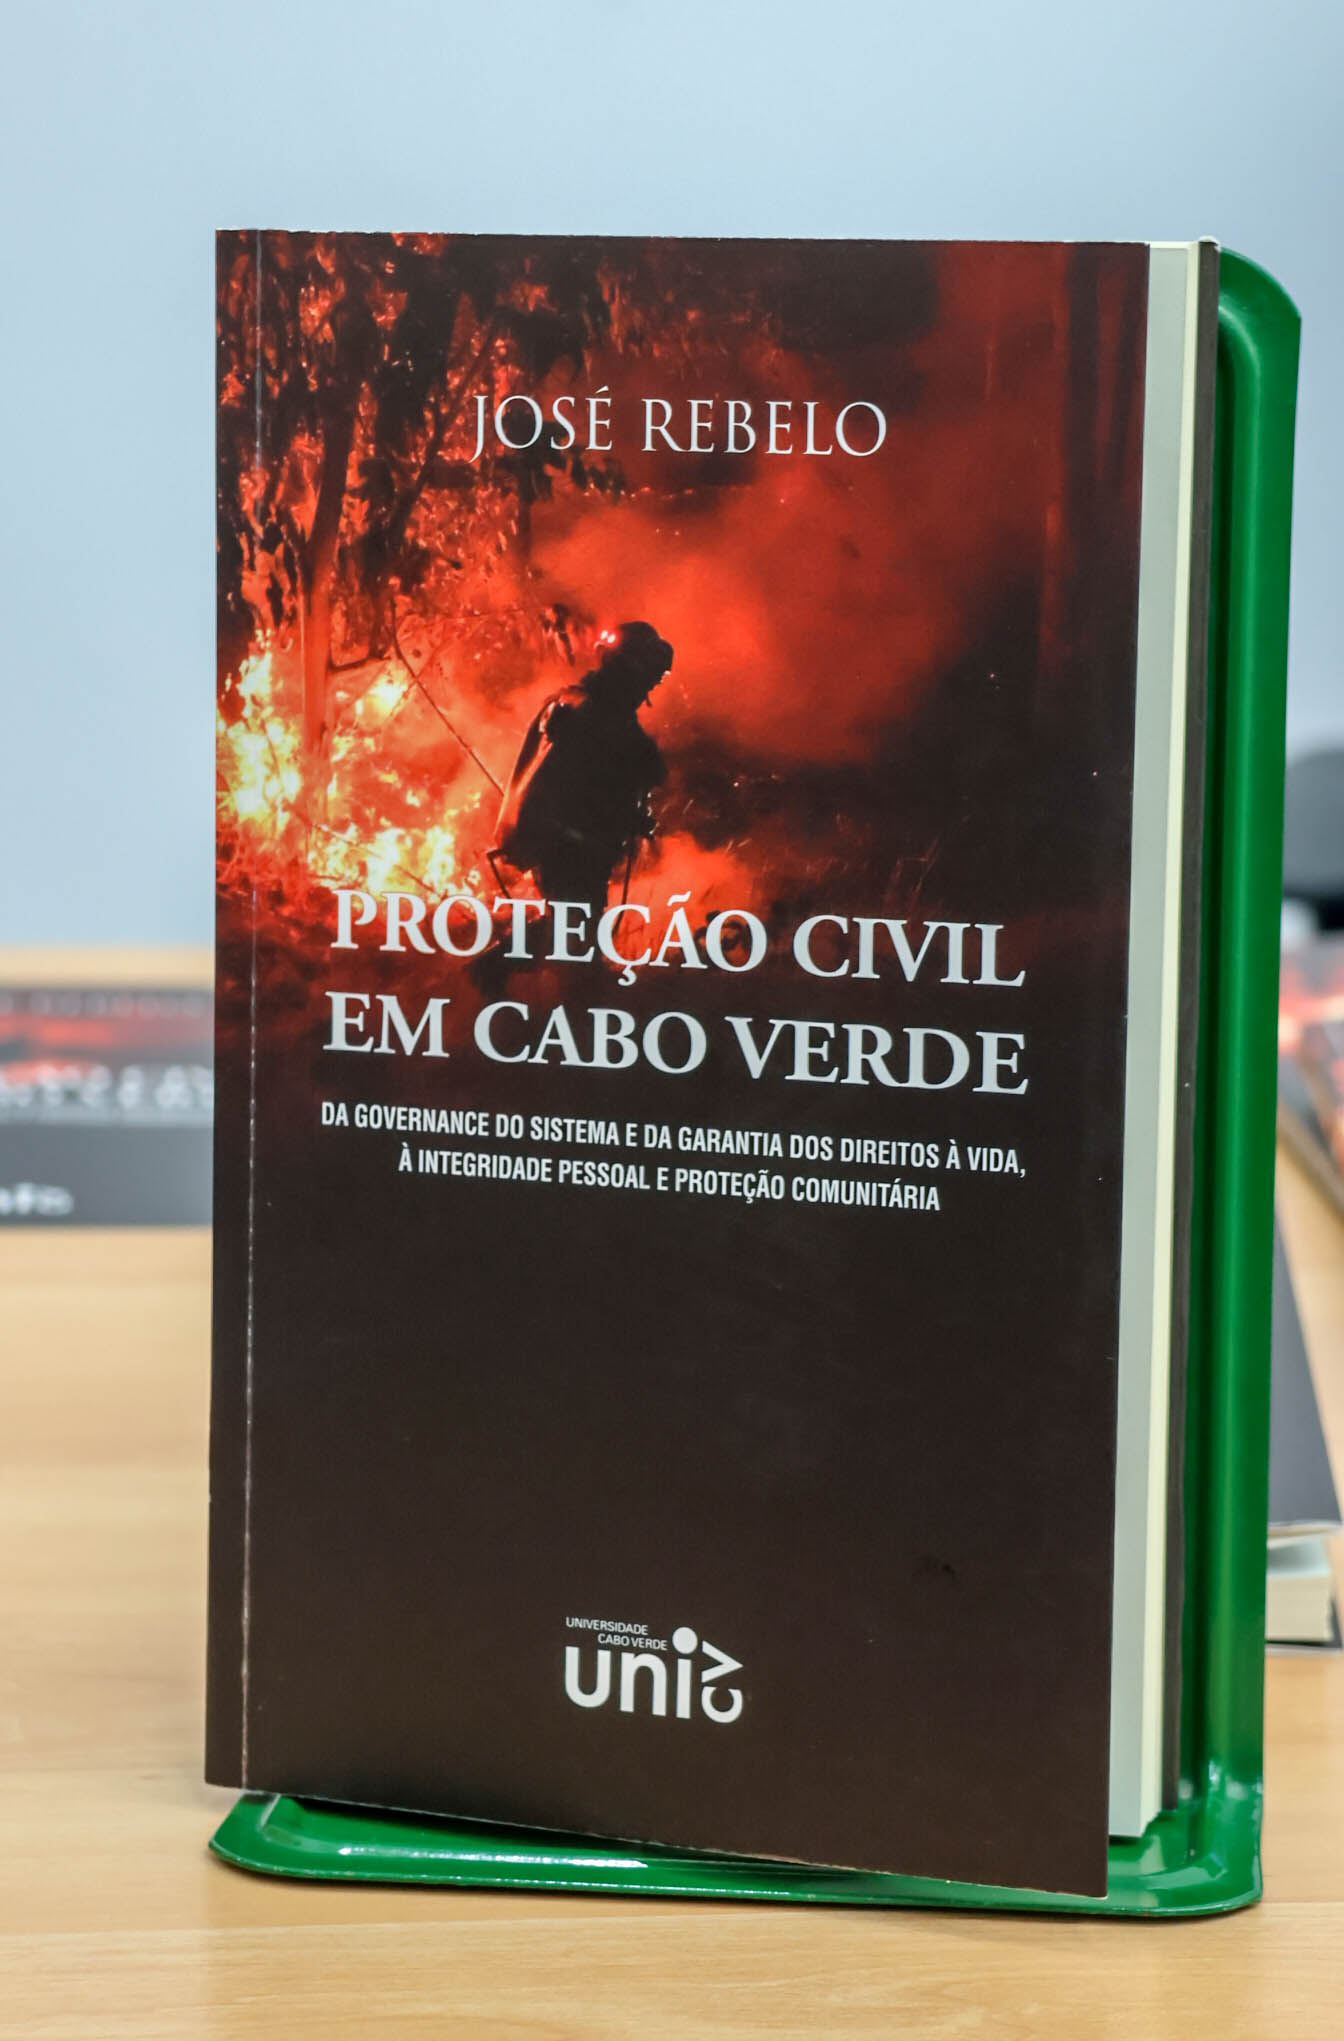 JOSÉ REBELO
PROTEÇÃO CIVIL
EM CABO VERDE
DA GOVERNANCE DO SISTEMA E DA GARANTIA DOS DIREITOS À VIDA,
À INTEGRIDADE PESSOAL E PROTEÇÃO COMUNITÁRIA
UNIVERSIDADE
CABO VERDE
uni CV